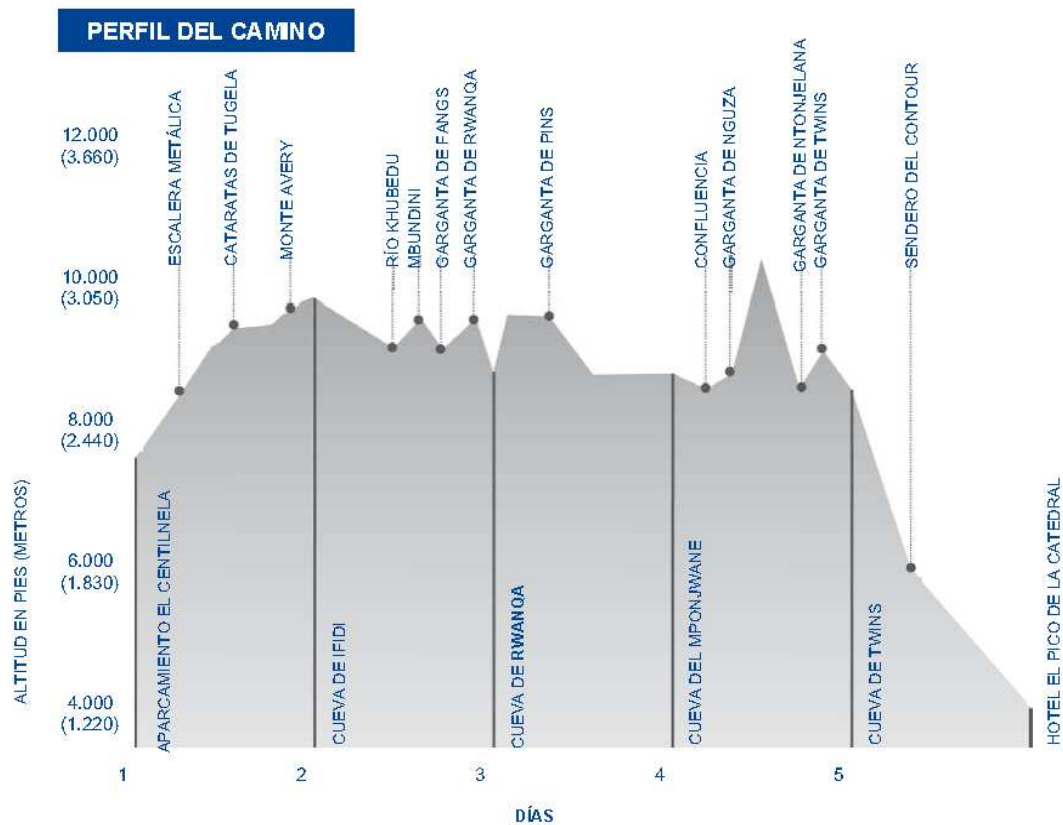 PERFIL DEL CAMINO
ESCALERA METÁLICA
CATARATAS DE TUGELA
MONTE AVERY
RÍO KHUBEDU
MBUNDINI
GARGANTA DE FANGS
GARGANTA DE RWANQA
GARGANTA DE PINS
CONFLUENCIA
GARGANTA DE NGUZA
GARGANTA DE NTONJELANA
GARGANTA DE TWINS
SENDERO DEL CONTOUR
12.000
(3.660)
10.000
(3.050)
8.000
(2.440)
6.000
(1.830)
4.000
(1.220)
ALTITUD EN PIES (METROS)
APARCAMIENTO EL CENTILNELA
CUEVA DE IFIDI
CUEVA DE RWANQA
CUEVA DEL MPONJWANE
CUEVA DE TWINS
HOTEL EL PICO DE LA CATEDRAL
1
2
3
4
5
DÍAS